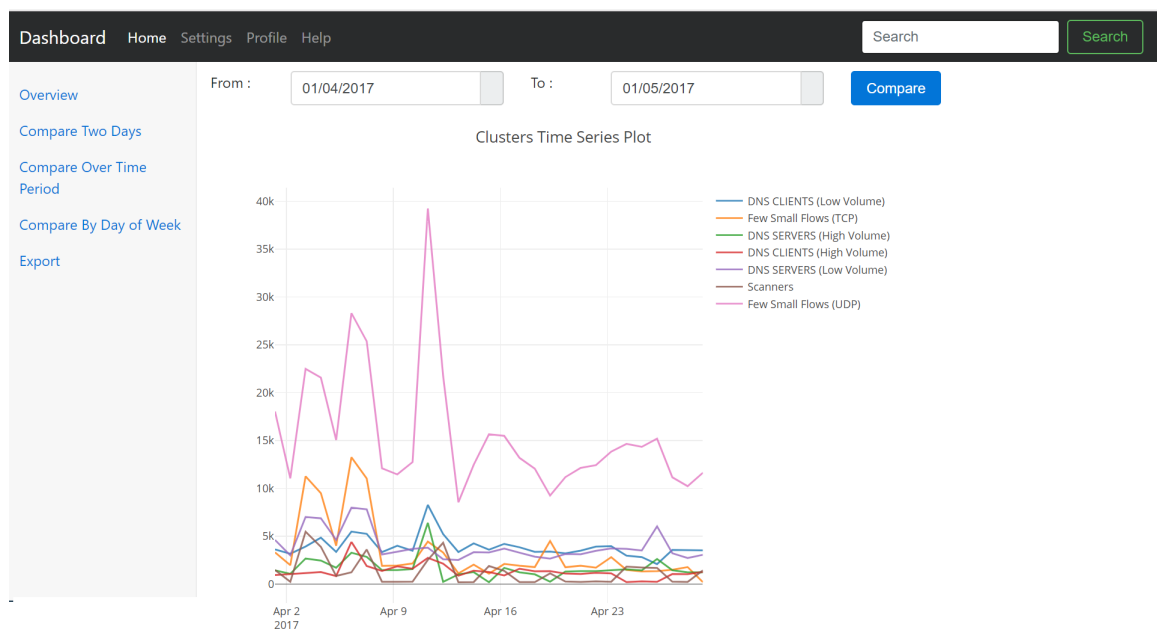 Dashboard Home Settings Profile Help Search Search
Overview
Compare Two Days
Compare Over Time
Period
Compare By Day of Week
Export
From : 01/04/2017 To : 01/05/2017 Compare
Clusters Time Series Plot
40k
35k
30k
25k
20k
15k
10k
5k
0
Apr 2
2017
Apr 9
Apr 16
Apr 23
DNS CLIENTS (Low Volume)
Few Small Flows (TCP)
DNS SERVERS (High Volume)
DNS CLIENTS (High Volume)
DNS SERVERS (Low Volume)
Scanners
Few Small Flows (UDP)